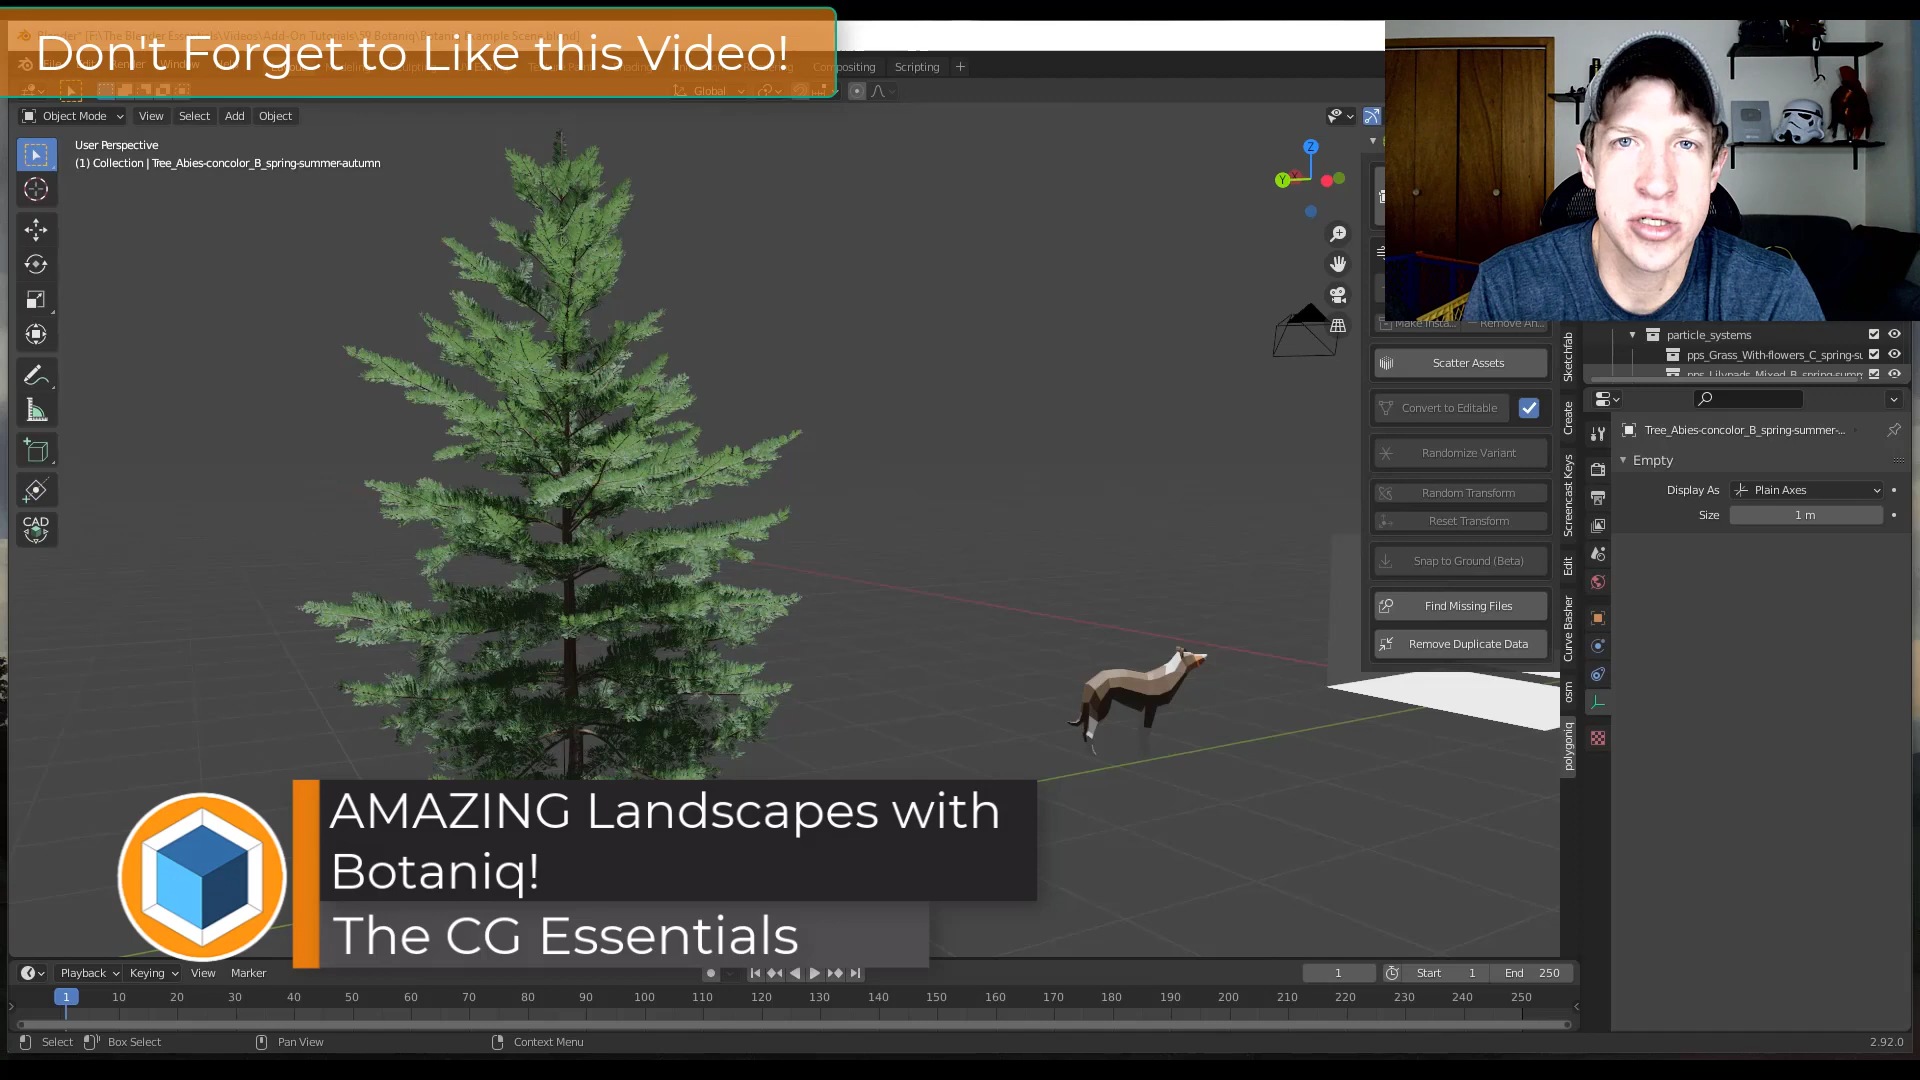 Don't Forget to Like this Video!
Compositing Scripting +
Global
Object Mode View Select Add Object
User Perspective
(1) Collection | Tree_Abies-concolor_B_spring-summer-autumn
Z
Y
CAD
Scatter Assets
Convert to Editable
Randomize Variant
Random Transform
Reset Transform
Snap to Ground (Beta)
Find Missing Files
Remove Duplicate Data
Sketchfab
Create
Screencast Keys
Edit
Curve Basher
osm
polygoniq
particle_systems
pps_Grass_With-flowers_C_spring-su
Tree_Abies-concolor_B_spring-summer-...
Empty
Display As Plain Axes
Size 1 m
AMAZING Landscapes with
Botaniq!
The CG Essentials
Playback Keying View Marker
1 Start 1 End 250
1 10 20 30 40 50 60 70 80 90 100 110 120 130 140 150 160 170 180 190 200 210 220 230 240 250
Select Box Select Pan View Context Menu 2.92.0